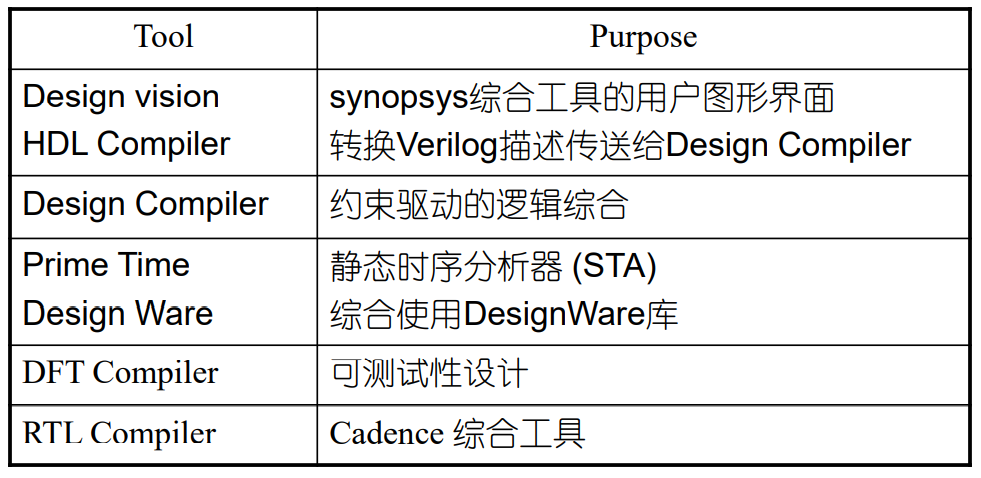 Tool Purpose
Design vision synopsys综合工具的用户图形界面
HDL Compiler 转换Verilog描述传送给Design Compiler
Design Compiler 约束驱动的逻辑综合
Prime Time 静态时序分析器 (STA)
Design Ware 综合使用DesignWare库
DFT Compiler 可测试性设计
RTL Compiler Cadence 综合工具